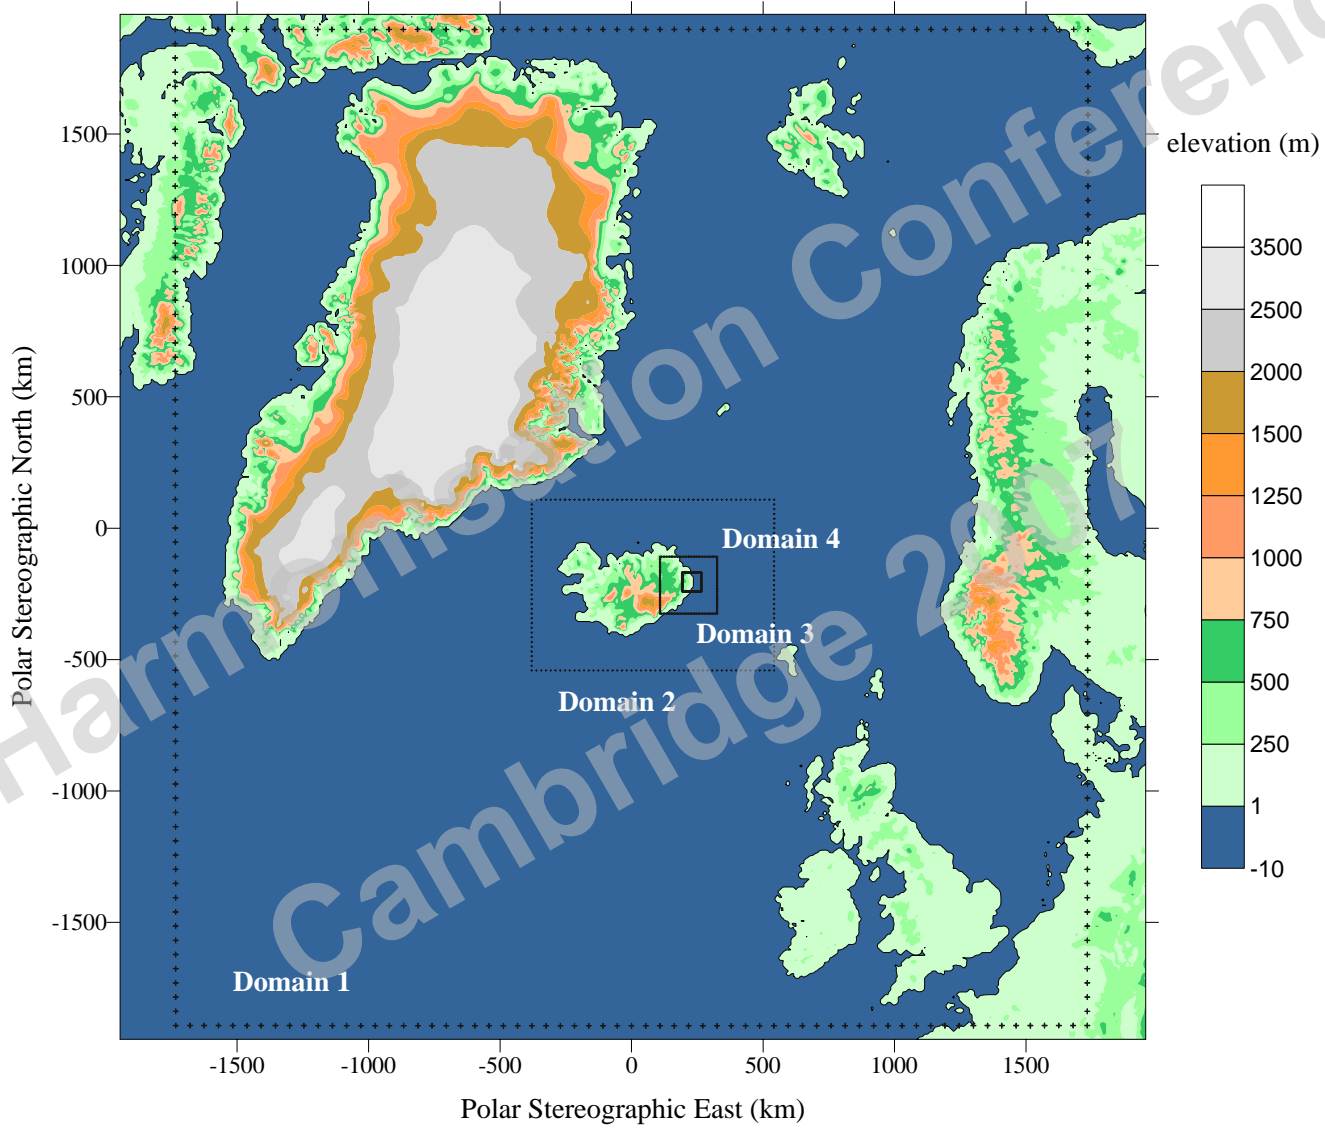 elevation (m)
3500
2500
2000
1500
1250
1000
750
500
250
1
-10
1500
1000
500
0
-500
-1000
-1500
Polar Stereographic North (km)
Domain 4
Domain 3
Domain 2
Domain 1
-1500 -1000 -500 0 500 1000 1500
Polar Stereographic East (km)
Harmonisation Conference
Cambridge 2007